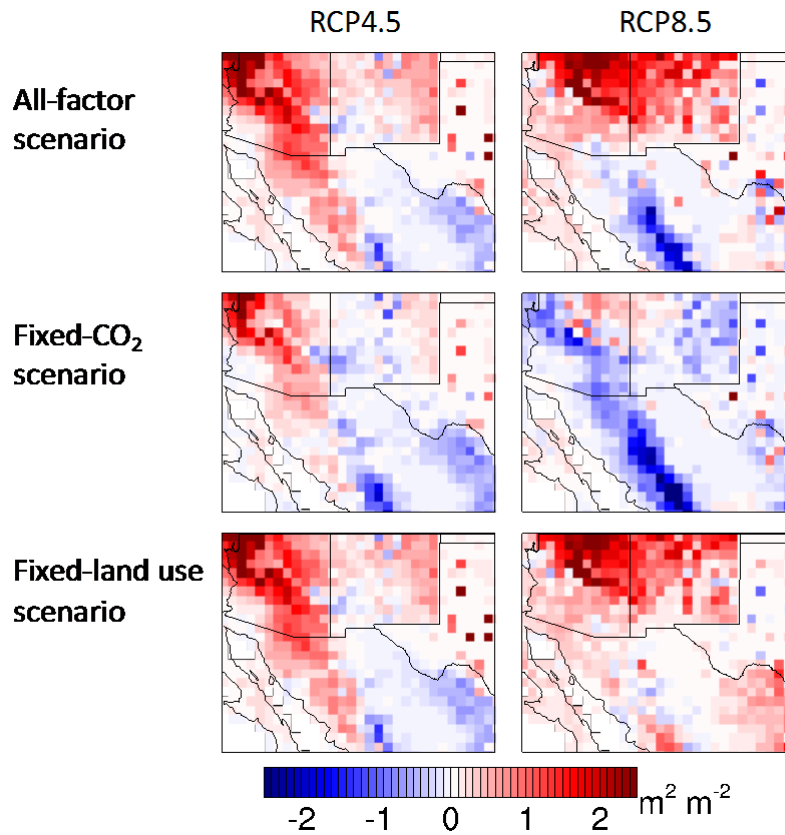 RCP4.5 RCP8.5
All-factor
scenario
Fixed-CO₂
scenario
Fixed-land use
scenario
-2 -1 0 1 2 m² m⁻²